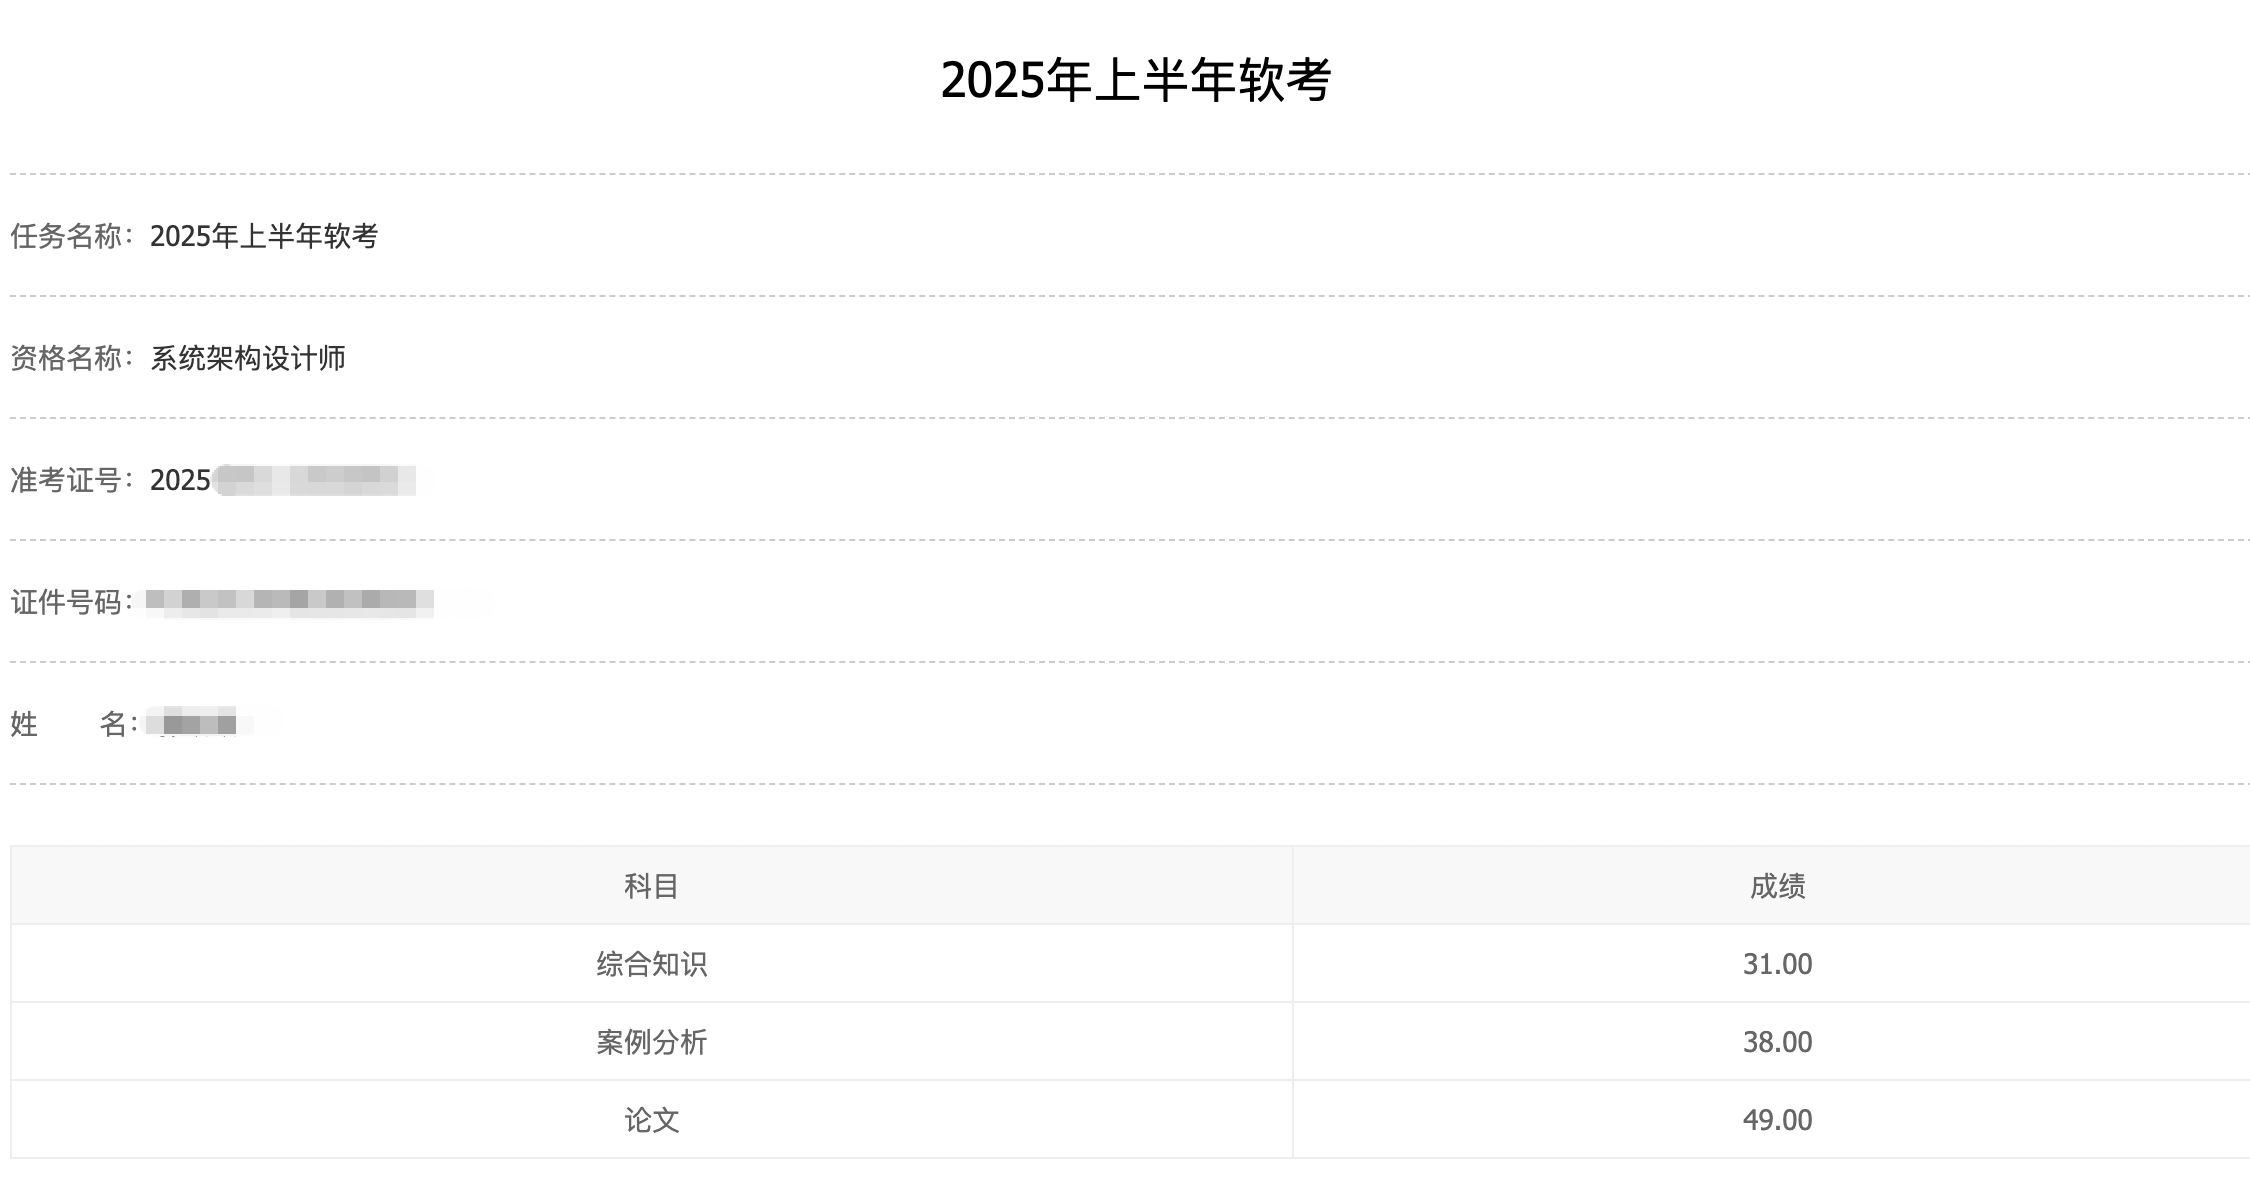 2025年上半年软考
任务名称：2025年上半年软考
资格名称：系统架构设计师
准考证号：2025
证件号码：
姓 名：
科目 成绩
综合知识 31.00
案例分析 38.00
论文 49.00